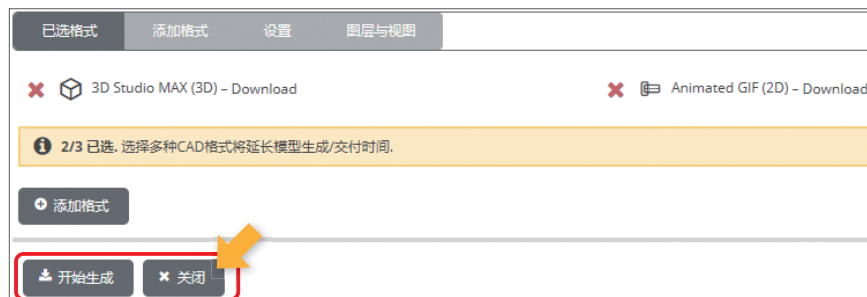 已选格式 添加格式 设置 图层与视图
3D Studio MAX (3D) – Download Animated GIF (2D) – Download
2/3 已选. 选择多种CAD格式将延长模型生成/交付时间.
添加格式
开始生成 关闭